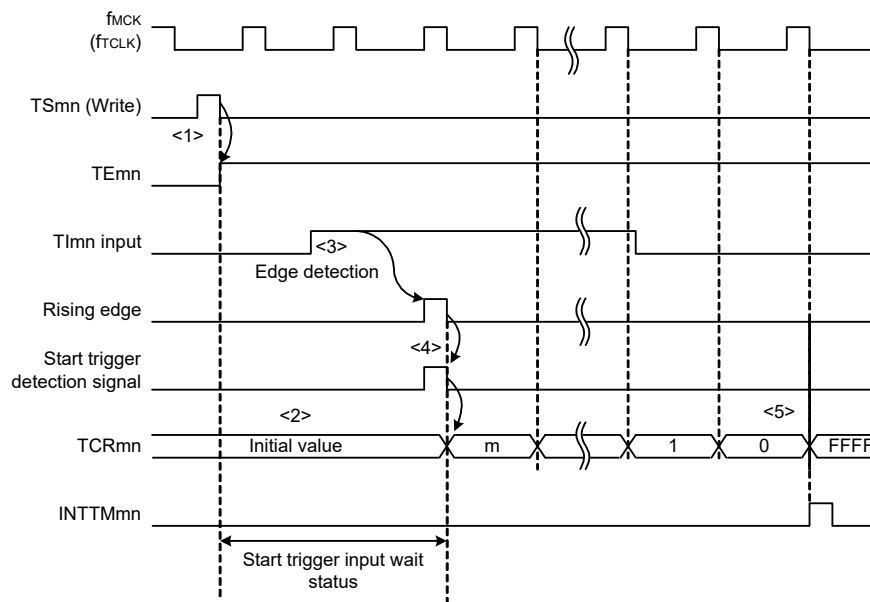 fMCK
(fTCLK)
TSmn (Write)
<1>
TEmn
TImn input
<3>
Edge detection
Rising edge
<4>
Start trigger
detection signal
<2>
<5>
TCRmn
Initial value
m
1
0
FFFF
INTTMmn
Start trigger input wait
status